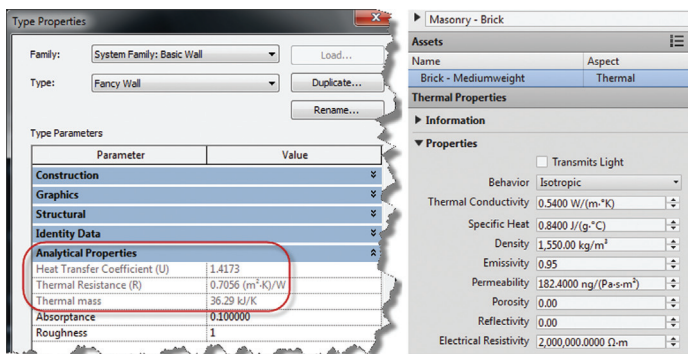 Type Properties
Family:
System Family: Basic Wall
Load...
Type:
Fancy Wall
Duplicate...
Rename...
Type Parameters
Parameter
Value
Construction
Graphics
Structural
Identity Data
Analytical Properties
Heat Transfer Coefficient (U)
1.4173
Thermal Resistance (R)
0.7056 (m²·K)/W
Thermal mass
36.29 kJ/K
Absorptance
0.100000
Roughness
1
Masonry - Brick
Assets
Name
Aspect
Brick - Mediumweight
Thermal
Thermal Properties
Information
Properties
Transmits Light
Behavior
Isotropic
Thermal Conductivity
0.5400 W/(m·°K)
Specific Heat
0.8400 J/(g·°C)
Density
1,550.00 kg/m³
Emissivity
0.95
Permeability
182.4000 ng/(Pa·s·m²)
Porosity
0.00
Reflectivity
0.00
Electrical Resistivity
2,000,000.0000 Ω·m